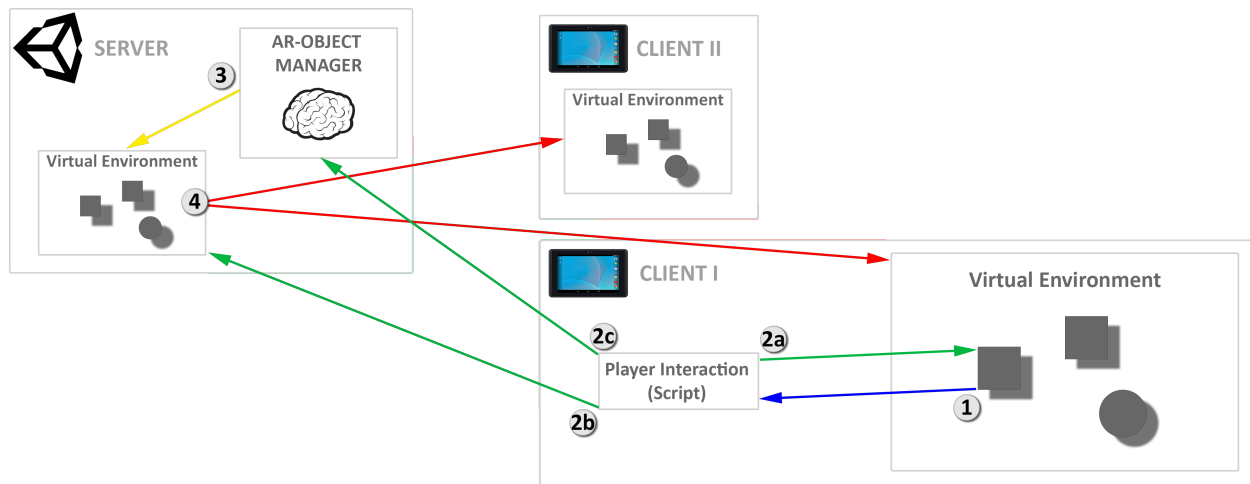 SERVER
AR-OBJECT
MANAGER
3
Virtual Environment
4
CLIENT II
Virtual Environment
CLIENT I
Virtual Environment
2c
2a
Player Interaction
(Script)
1
2b